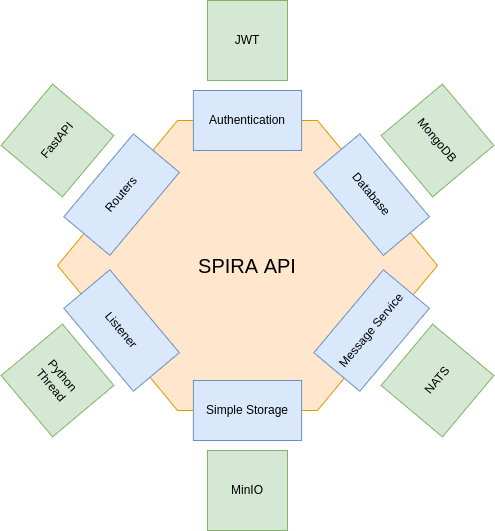 JWT
Authentication
FastAPI
MongoDB
Routers
Database
SPIRA API
Listener
Message Service
Python
Thread
NATS
Simple Storage
MinIO